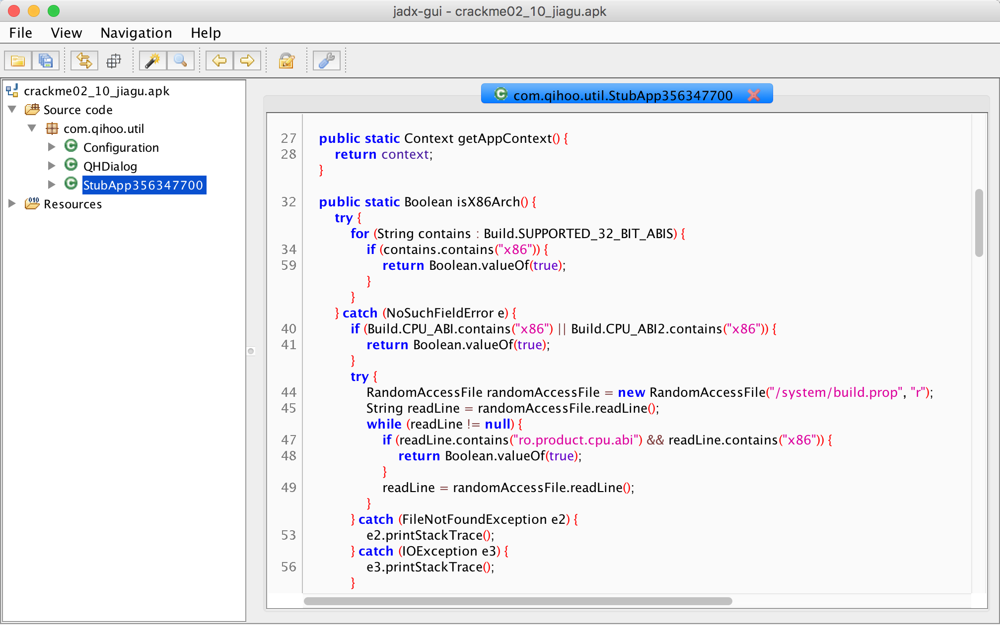 jadx-gui - crackme02_10_jiagu.apk
File View Navigation Help
crackme02_10_jiagu.apk
Source code
com.qihoo.util
Configuration
QHDialog
StubApp356347700
010
Resources
com.qihoo.util.StubApp356347700
27 public static Context getAppContext() {
28 return context;
}
32 public static Boolean isX86Arch() {
try {
for (String contains : Build.SUPPORTED_32_BIT_ABIS) {
34 if (contains.contains("x86")) {
59 return Boolean.valueOf(true);
}
}
} catch (NoSuchFieldError e) {
40 if (Build.CPU_ABI.contains("x86") || Build.CPU_ABI2.contains("x86")) {
41 return Boolean.valueOf(true);
}
try {
44 RandomAccessFile randomAccessFile = new RandomAccessFile("/system/build.prop", "r");
45 String readLine = randomAccessFile.readLine();
while (readLine != null) {
47 if (readLine.contains("ro.product.cpu.abi") && readLine.contains("x86")) {
48 return Boolean.valueOf(true);
}
49 readLine = randomAccessFile.readLine();
}
} catch (FileNotFoundException e2) {
53 e2.printStackTrace();
} catch (IOException e3) {
56 e3.printStackTrace();
}